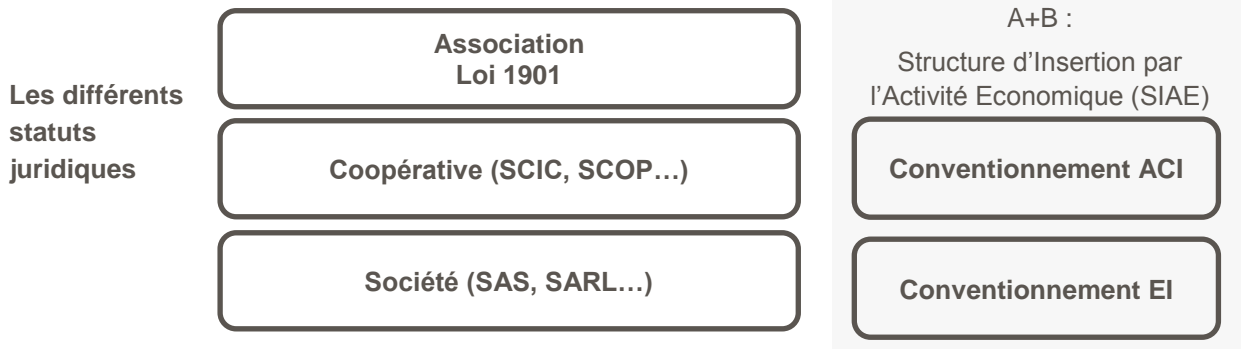 Les différents
statuts
juridiques
Association
Loi 1901
Coopérative (SCIC, SCOP…)
Société (SAS, SARL…)
A+B :
Structure d’Insertion par
l’Activité Economique (SIAE)
Conventionnement ACI
Conventionnement EI